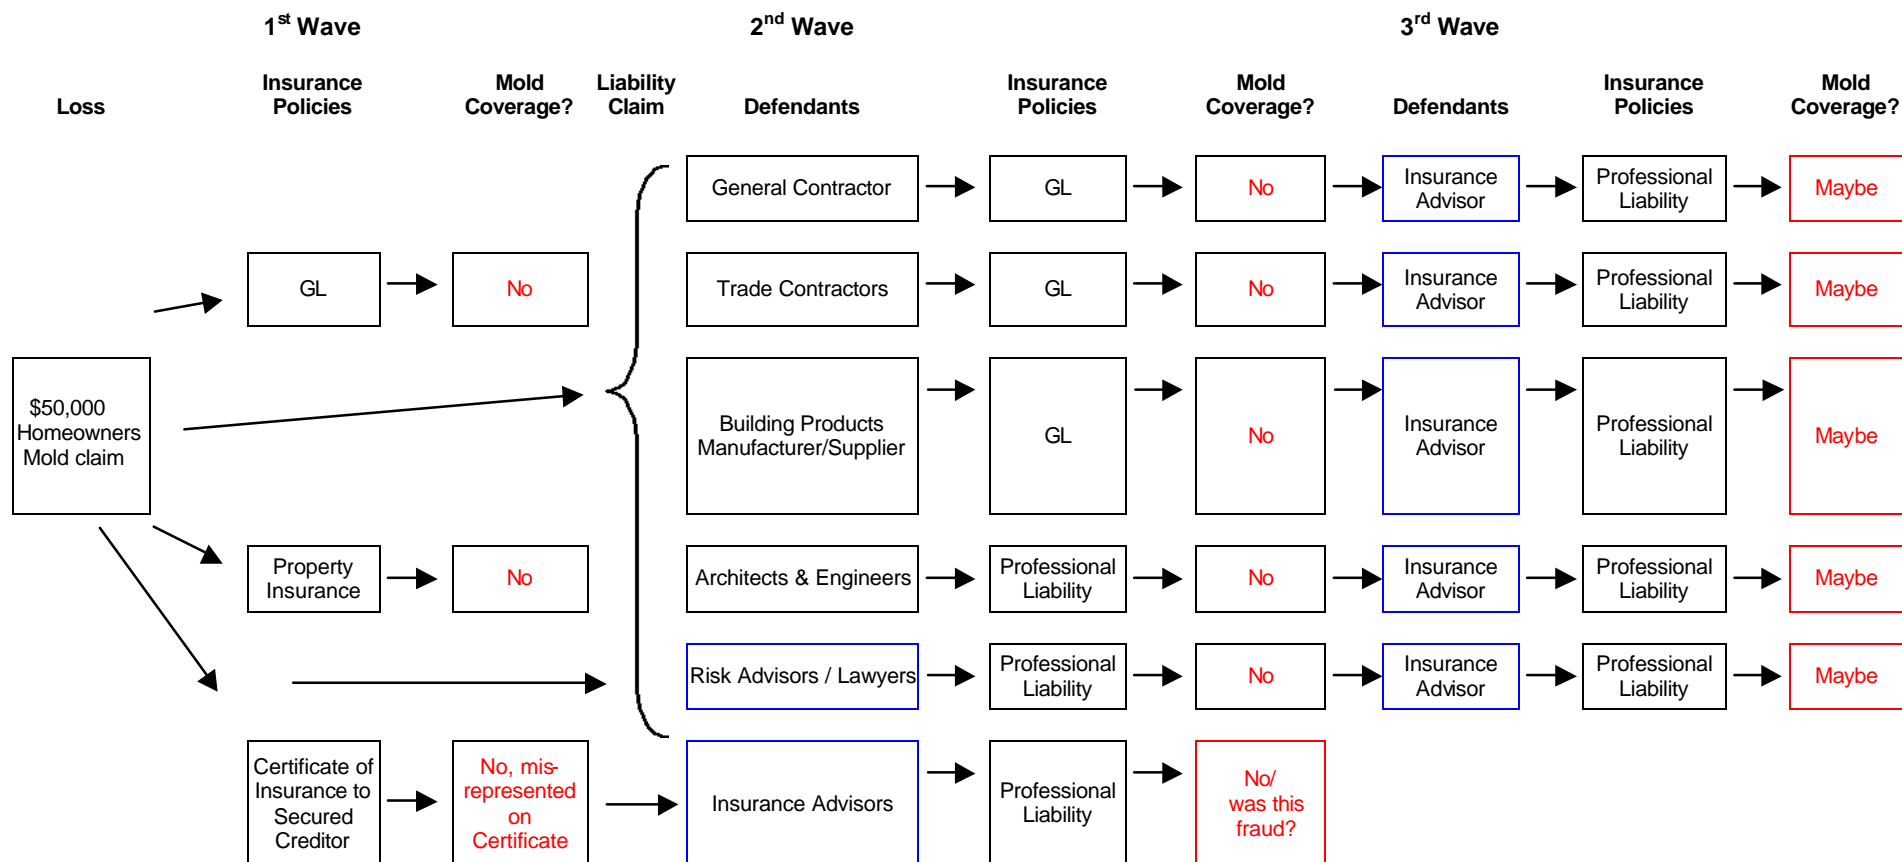 1st Wave
2nd Wave
3rd Wave
Loss
Insurance
Policies
Mold
Coverage?
Liability
Claim
Defendants
Insurance
Policies
Mold
Coverage?
Defendants
Insurance
Policies
Mold
Coverage?
General Contractor
GL
No
Insurance
Advisor
Professional
Liability
Maybe
GL
No
Trade Contractors
GL
No
Insurance
Advisor
Professional
Liability
Maybe
$50,000
Homeowners
Mold claim
Building Products
Manufacturer/Supplier
GL
No
Insurance
Advisor
Professional
Liability
Maybe
Property
Insurance
No
Architects & Engineers
Professional
Liability
No
Insurance
Advisor
Professional
Liability
Maybe
Risk Advisors / Lawyers
Professional
Liability
No
Insurance
Advisor
Professional
Liability
Maybe
Certificate of
Insurance to
Secured
Creditor
No, mis-
represented
on
Certificate
Insurance Advisors
Professional
Liability
No/
was this
fraud?